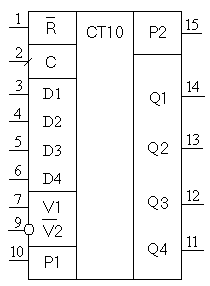 1 R̅ CT10 P2 15
2 C
3 D1 Q1 14
4 D2
5 D3 Q2 13
6 D4
7 V1 Q3 12
9 V̅2̅
10 P1 Q4 11